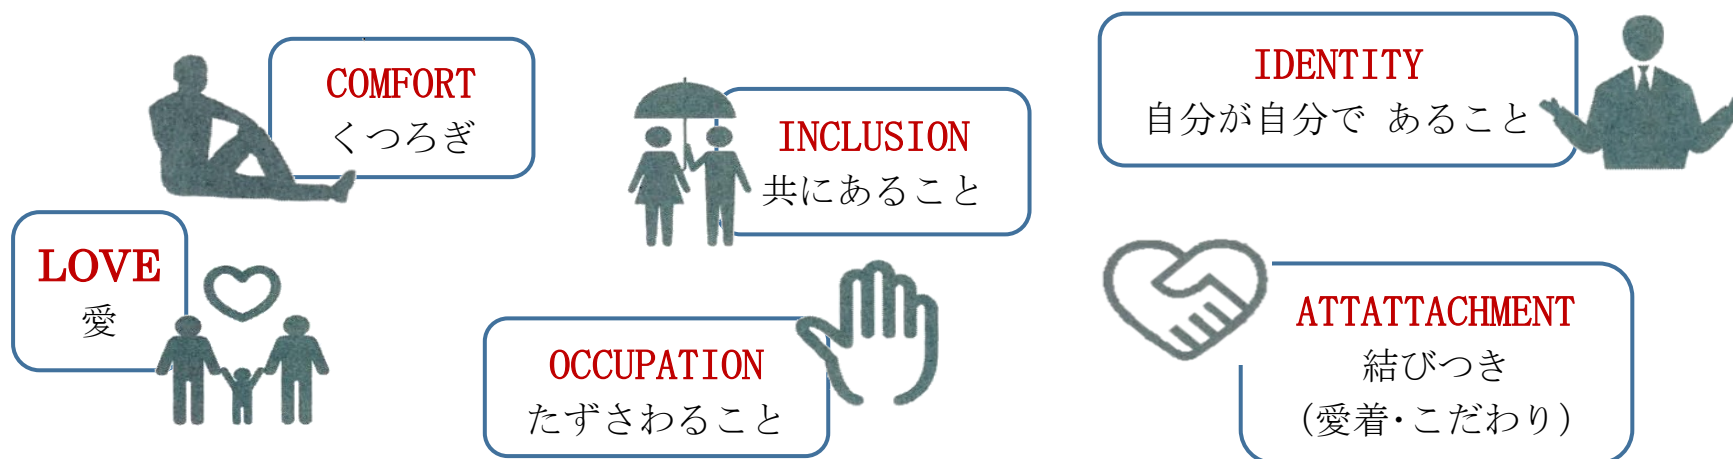 COMFORT
くつろぎ
INCLUSION
共にあること
IDENTITY
自分が自分で あること
LOVE
愛
OCCUPATION
たずさわること
ATTATTACHMENT
結びつき
(愛着・こだわり)